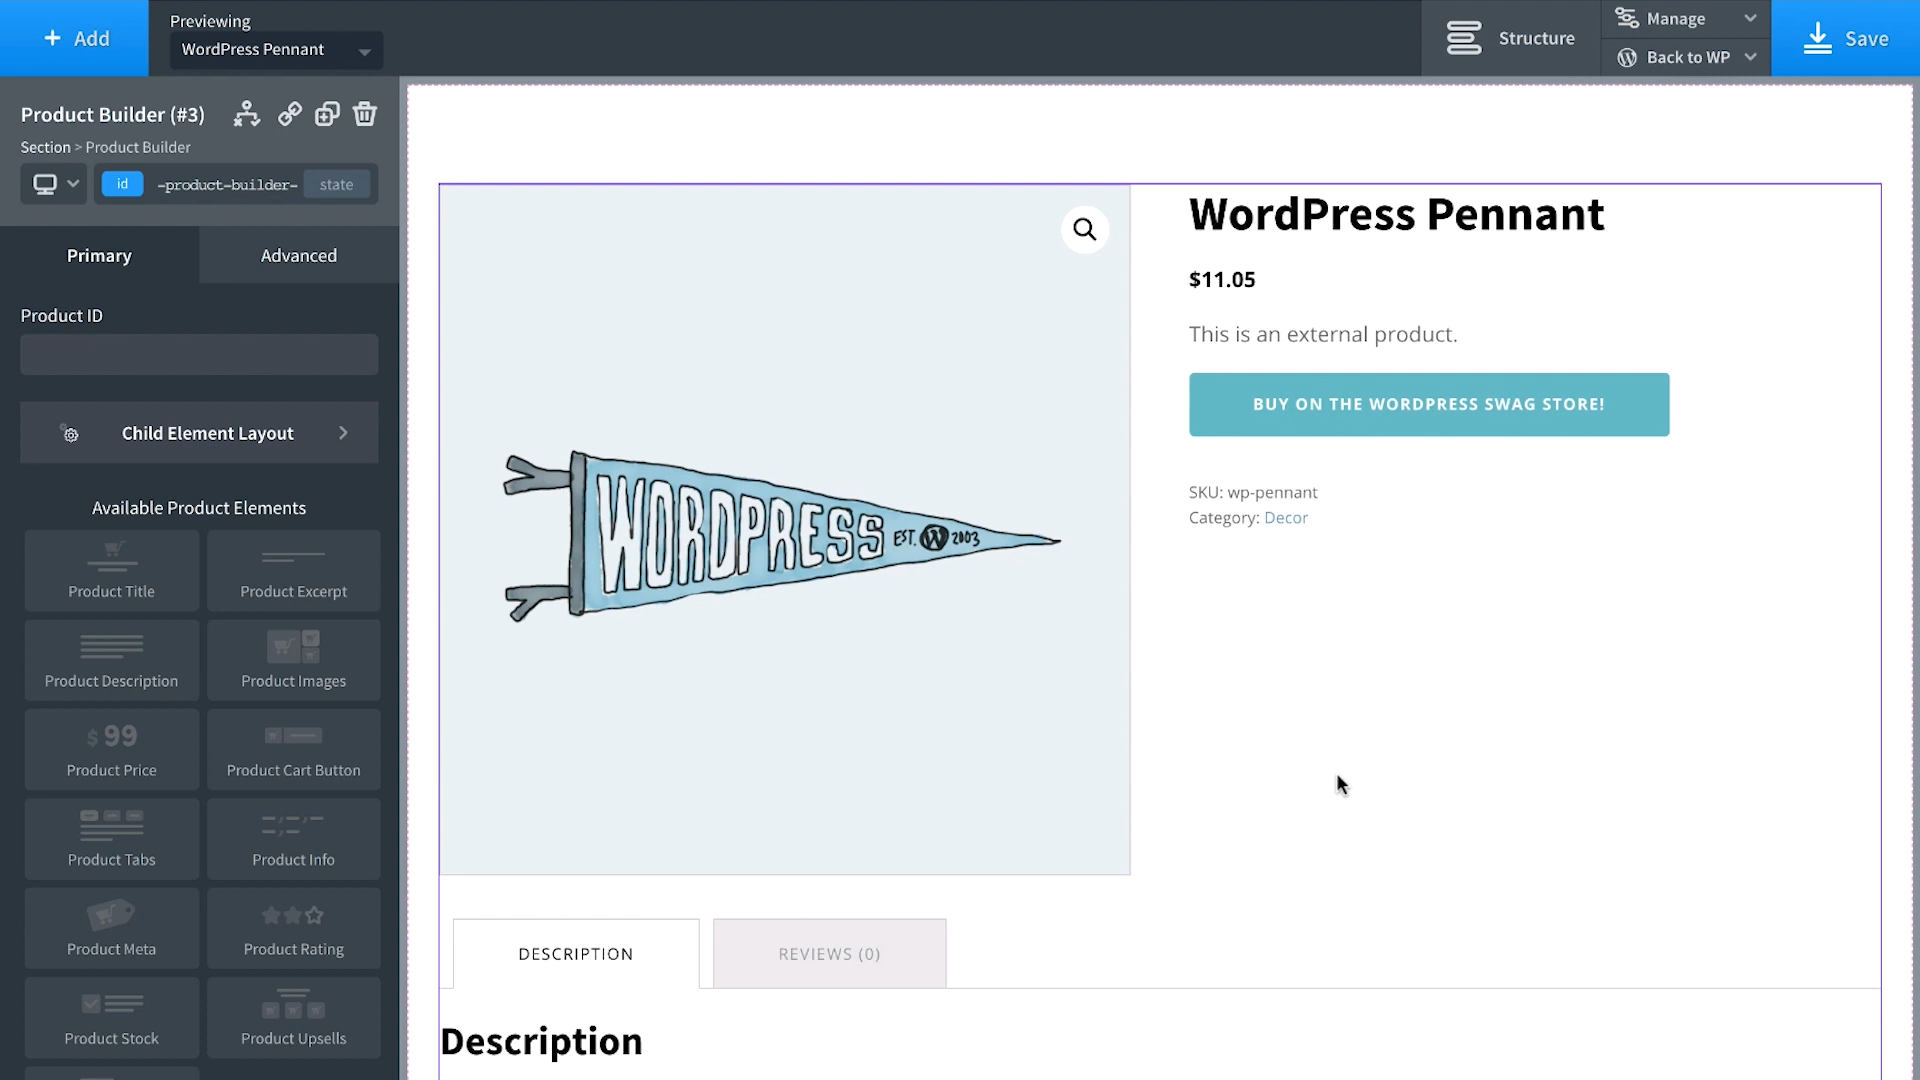 Add
Previewing
WordPress Pennant
Structure
Manage
Back to WP
Save
Product Builder (#3)
Section > Product Builder
id
-product-builder-
state
Primary
Advanced
Product ID
Child Element Layout
Available Product Elements
Product Title
Product Excerpt
Product Description
Product Images
$ 99
Product Price
Product Cart Button
Product Tabs
Product Info
Product Meta
Product Rating
Product Stock
Product Upsells
WORDPRESS EST. W 2003
WordPress Pennant
$11.05
This is an external product.
BUY ON THE WORDPRESS SWAG STORE!
SKU: wp-pennant
Category: Decor
DESCRIPTION
REVIEWS (0)
Description